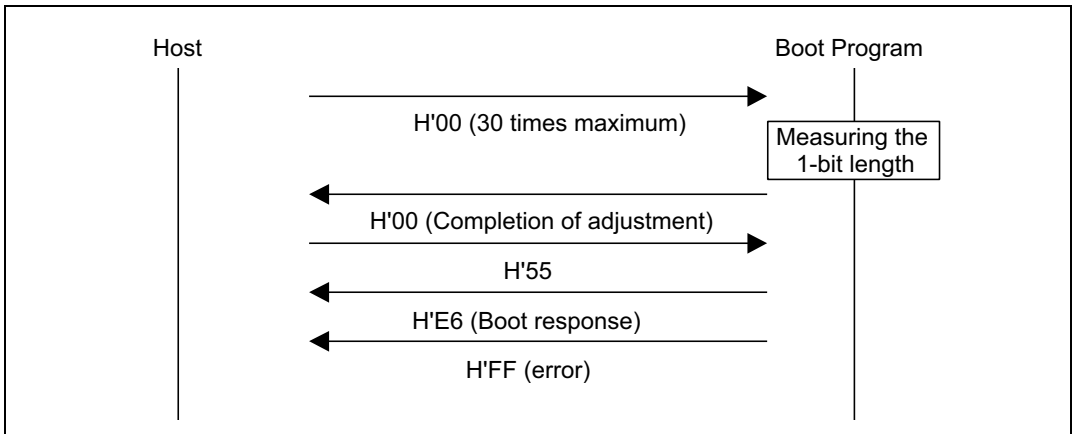 Host
Boot Program
H'00 (30 times maximum)
Measuring the
1-bit length
H'00 (Completion of adjustment)
H'55
H'E6 (Boot response)
H'FF (error)